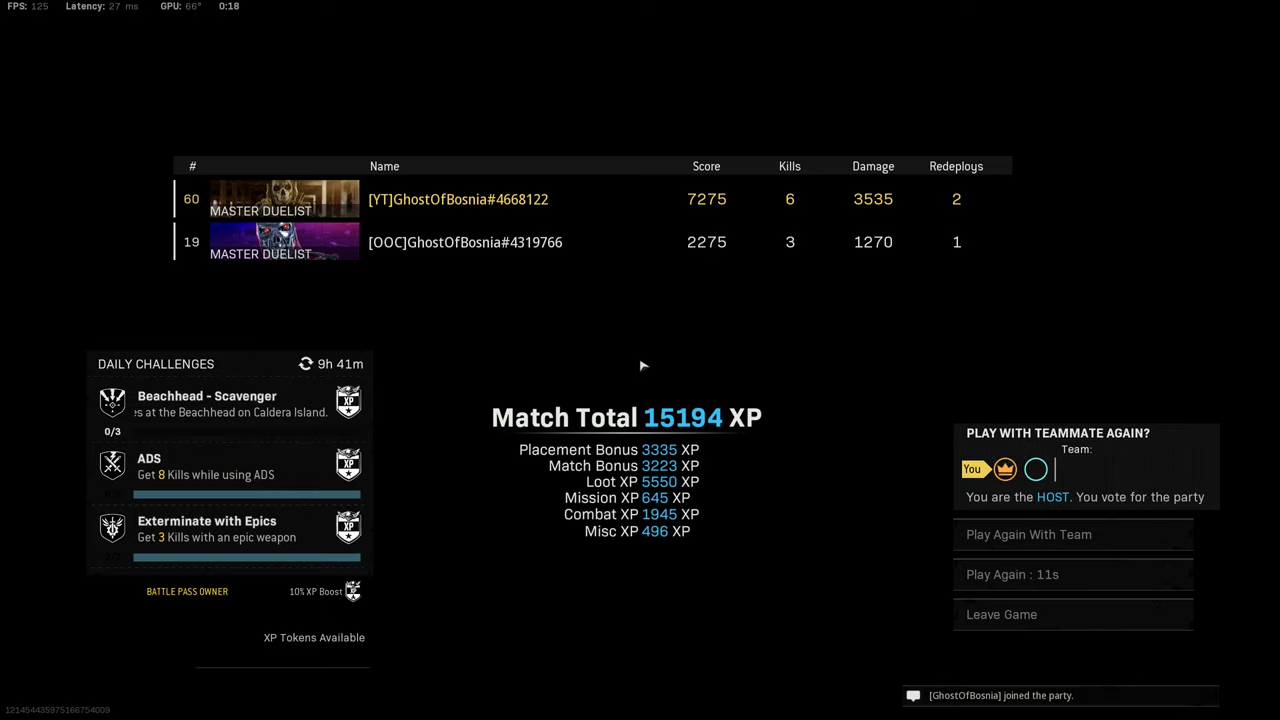 FPS: 125 Latency: 27 ms GPU: 66° 0:18
# Name Score Kills Damage Redeploys
60 MASTER DUELIST [YT]GhostOfBosnia#4668122 7275 6 3535 2
19 MASTER DUELIST [OOC]GhostOfBosnia#4319766 2275 3 1270 1
DAILY CHALLENGES 9h 41m
Beachhead - Scavenger
es at the Beachhead on Caldera Island.
XP
0/3
ADS
Get 8 Kills while using ADS
XP
Exterminate with Epics
Get 3 Kills with an epic weapon
XP
BATTLE PASS OWNER 10% XP Boost XP
XP Tokens Available
Match Total 15194 XP
Placement Bonus 3335 XP
Match Bonus 3223 XP
Loot XP 5550 XP
Mission XP 645 XP
Combat XP 1945 XP
Misc XP 496 XP
PLAY WITH TEAMMATE AGAIN?
Team:
You
You are the HOST. You vote for the party
Play Again With Team
Play Again : 11s
Leave Game
[GhostOfBosnia] joined the party.